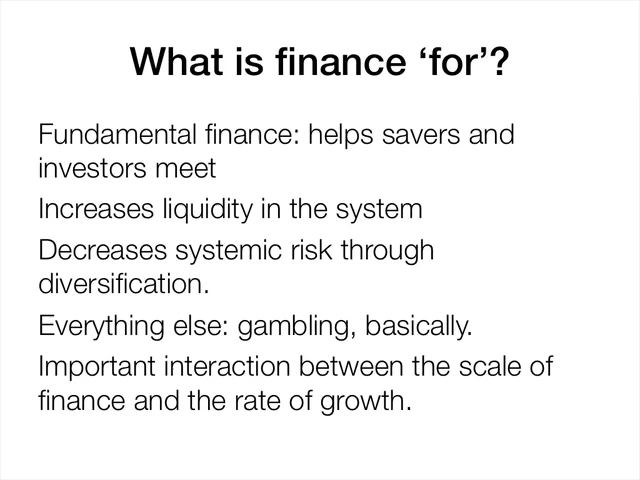 What is finance ‘for’?
Fundamental finance: helps savers and
investors meet
Increases liquidity in the system
Decreases systemic risk through
diversification.
Everything else: gambling, basically.
Important interaction between the scale of
finance and the rate of growth.